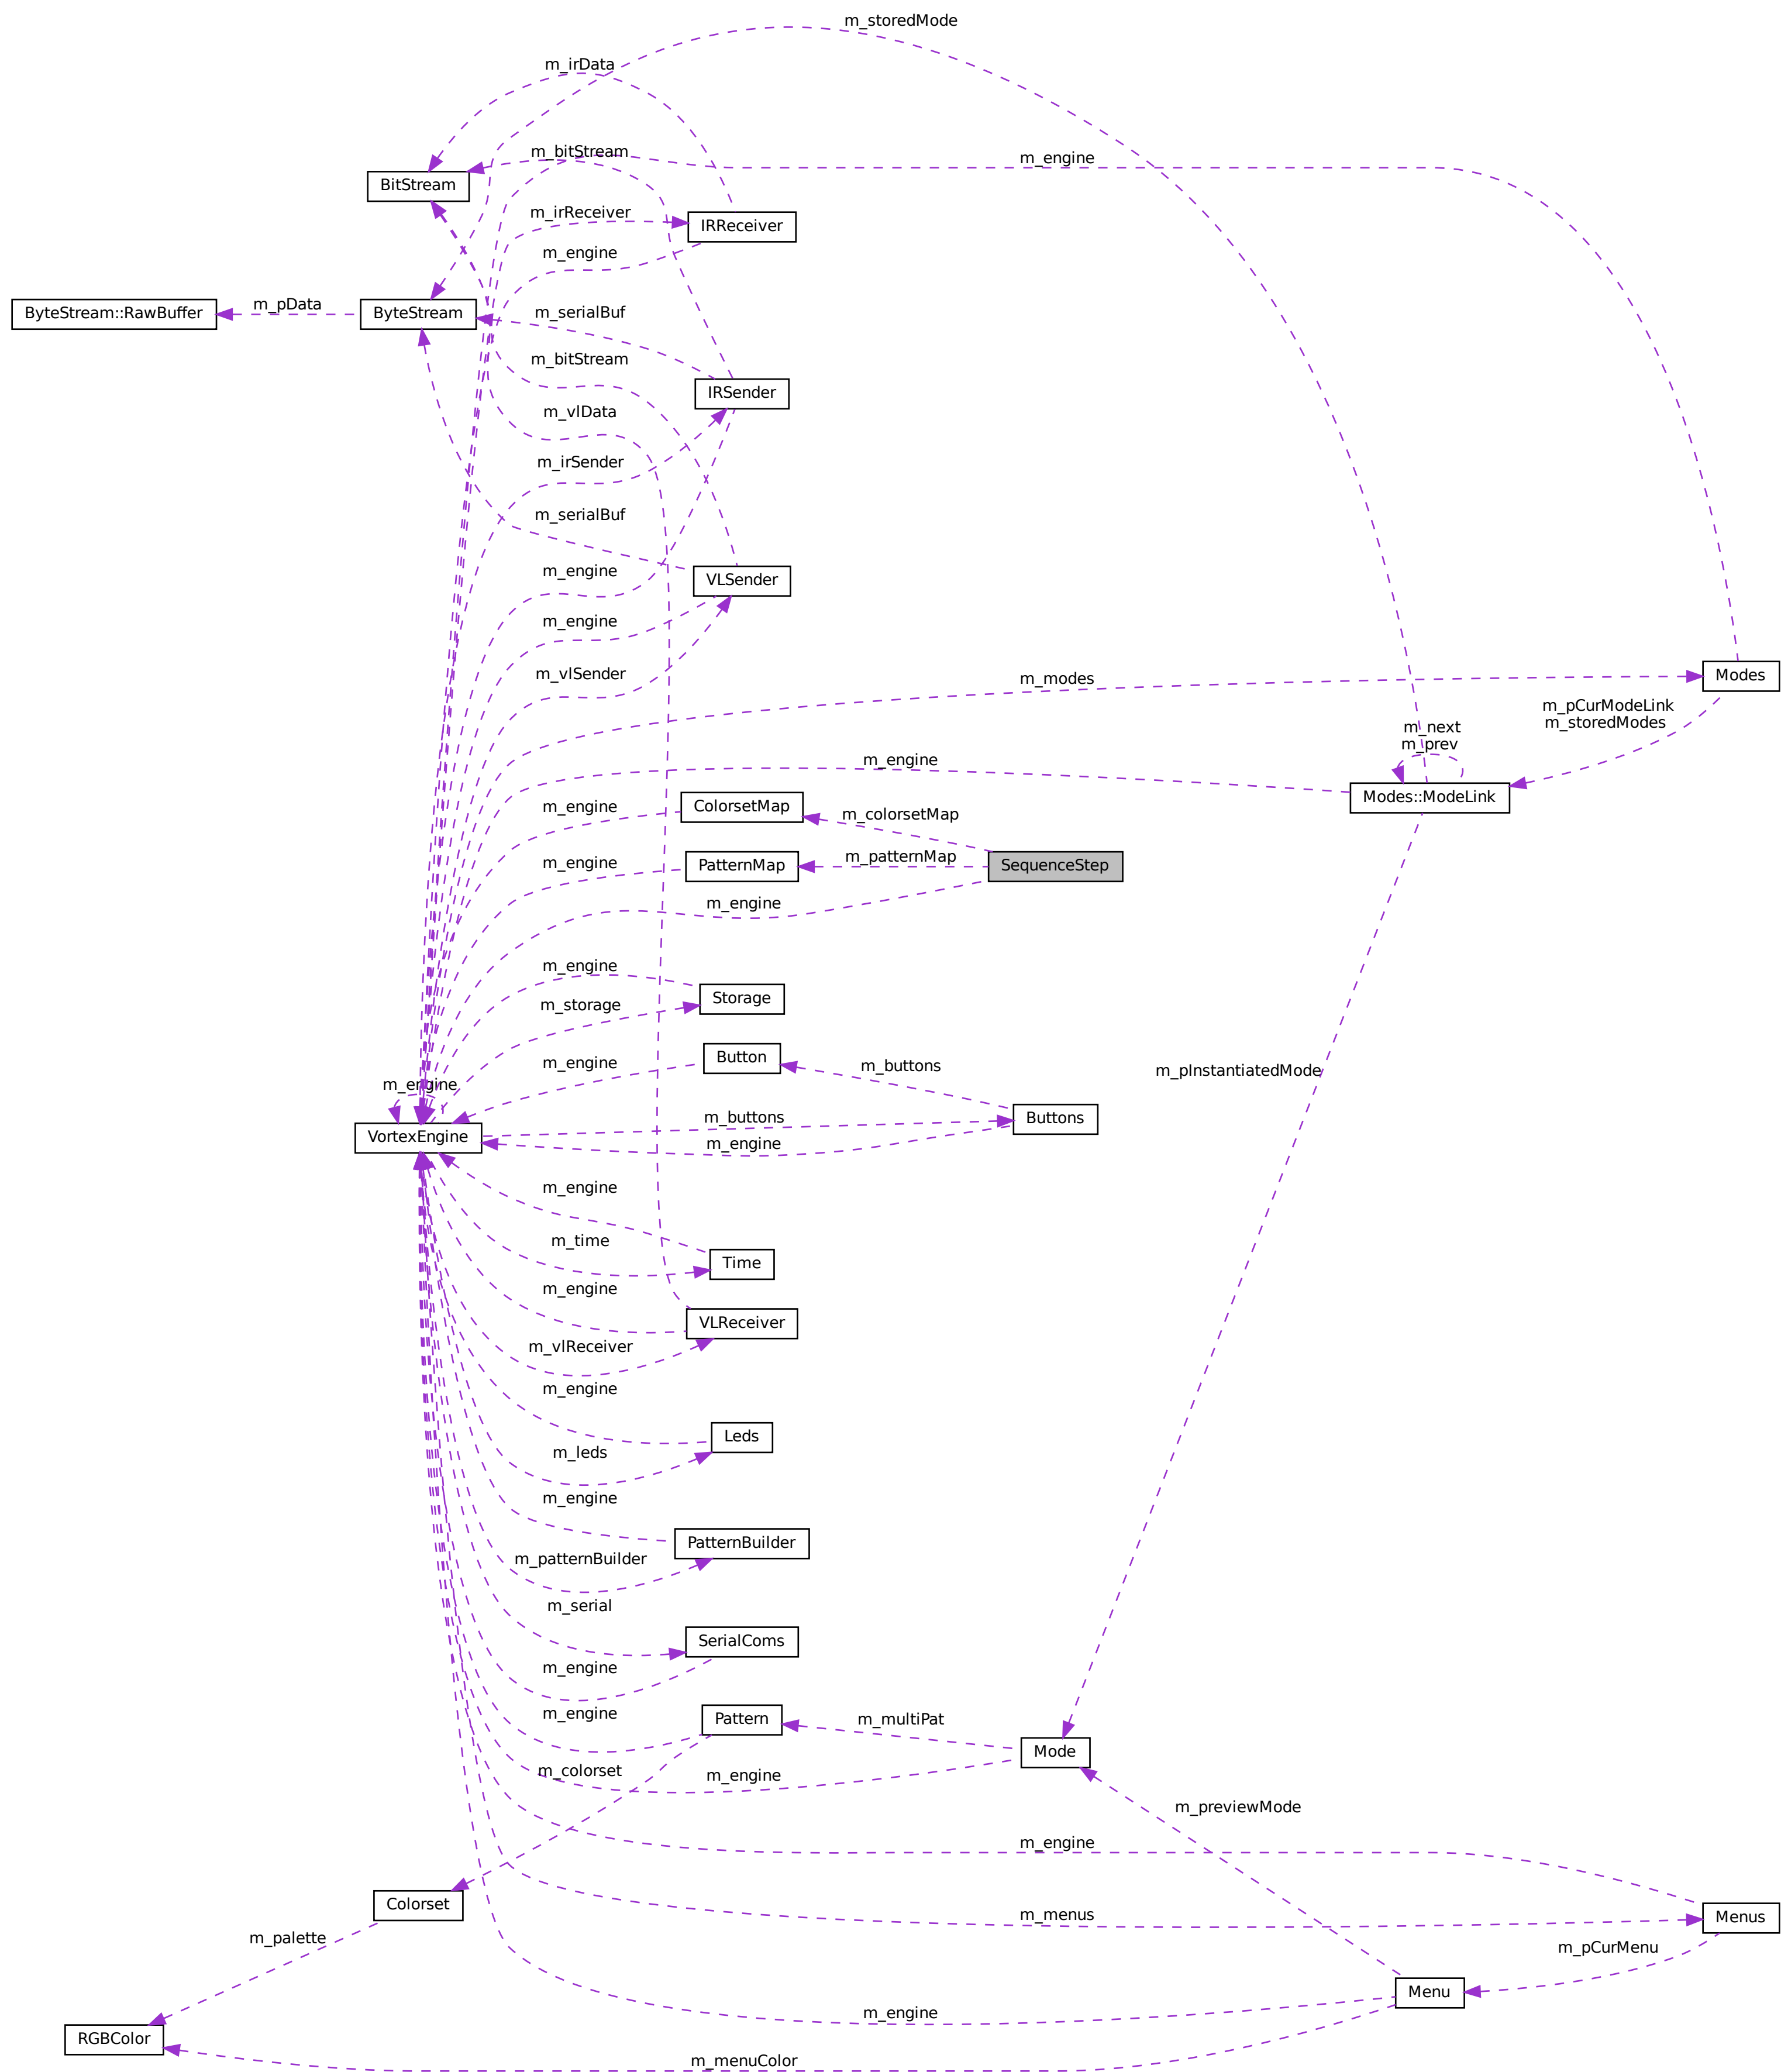 m_storedMode
m_irData
m_bitStream
m_engine
BitStream
m_irReceiver
IRReceiver
m_engine
ByteStream::RawBuffer
m_pData
ByteStream
m_serialBuf
m_bitStream
IRSender
m_vlData
m_irSender
m_serialBuf
m_engine
VLSender
m_engine
m_vlSender
m_modes
Modes
m_pCurModeLink
m_storedModes
m_next
m_prev
m_engine
Modes::ModeLink
ColorsetMap
m_engine
m_colorsetMap
PatternMap
m_engine
m_patternMap
SequenceStep
m_engine
m_engine
Storage
m_storage
Button
m_engine
m_buttons
m_pInstantiatedMode
m_engine
m_buttons
Buttons
VortexEngine
m_engine
m_engine
m_time
Time
m_engine
VLReceiver
m_vlReceiver
m_engine
Leds
m_leds
m_engine
PatternBuilder
m_patternBuilder
m_serial
SerialComs
m_engine
m_engine
Pattern
m_multiPat
Mode
m_colorset
m_engine
m_previewMode
m_engine
Colorset
m_menus
Menus
m_palette
m_pCurMenu
Menu
m_engine
RGBColor
m_menuColor